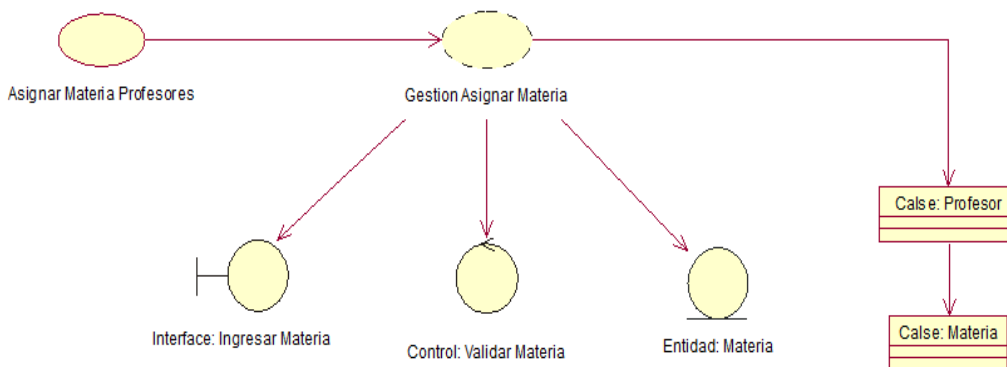 Asignar Materia Profesores
Gestion Asignar Materia
Calse: Profesor
Interface: Ingresar Materia
Control: Validar Materia
Entidad: Materia
Calse: Materia